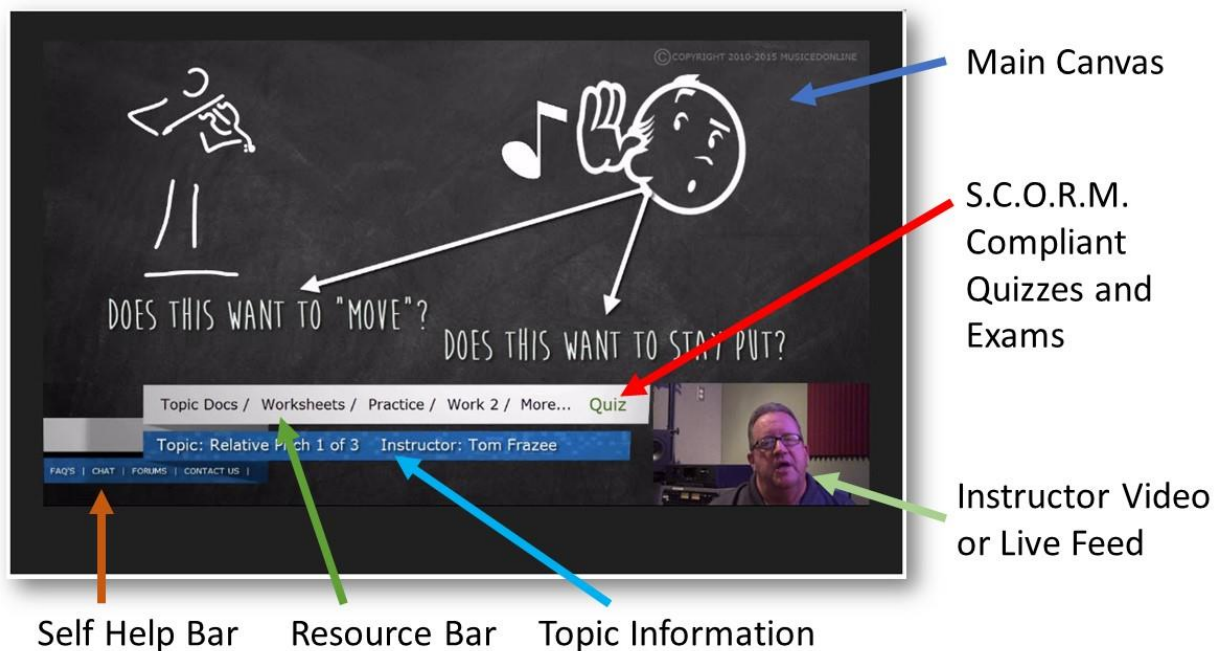 ©COPYRIGHT 2010-2015 MUSICEDONLINE
Main Canvas
S.C.O.R.M.
Compliant
Quizzes and
Exams
DOES THIS WANT TO "MOVE"?
DOES THIS WANT TO STAY PUT?
Topic Docs / Worksheets / Practice / Work 2 / More... Quiz
Topic: Relative Pitch 1 of 3 Instructor: Tom Frazee
FAQ'S | CHAT | FORUMS | CONTACT US |
Instructor Video
or Live Feed
Self Help Bar Resource Bar Topic Information